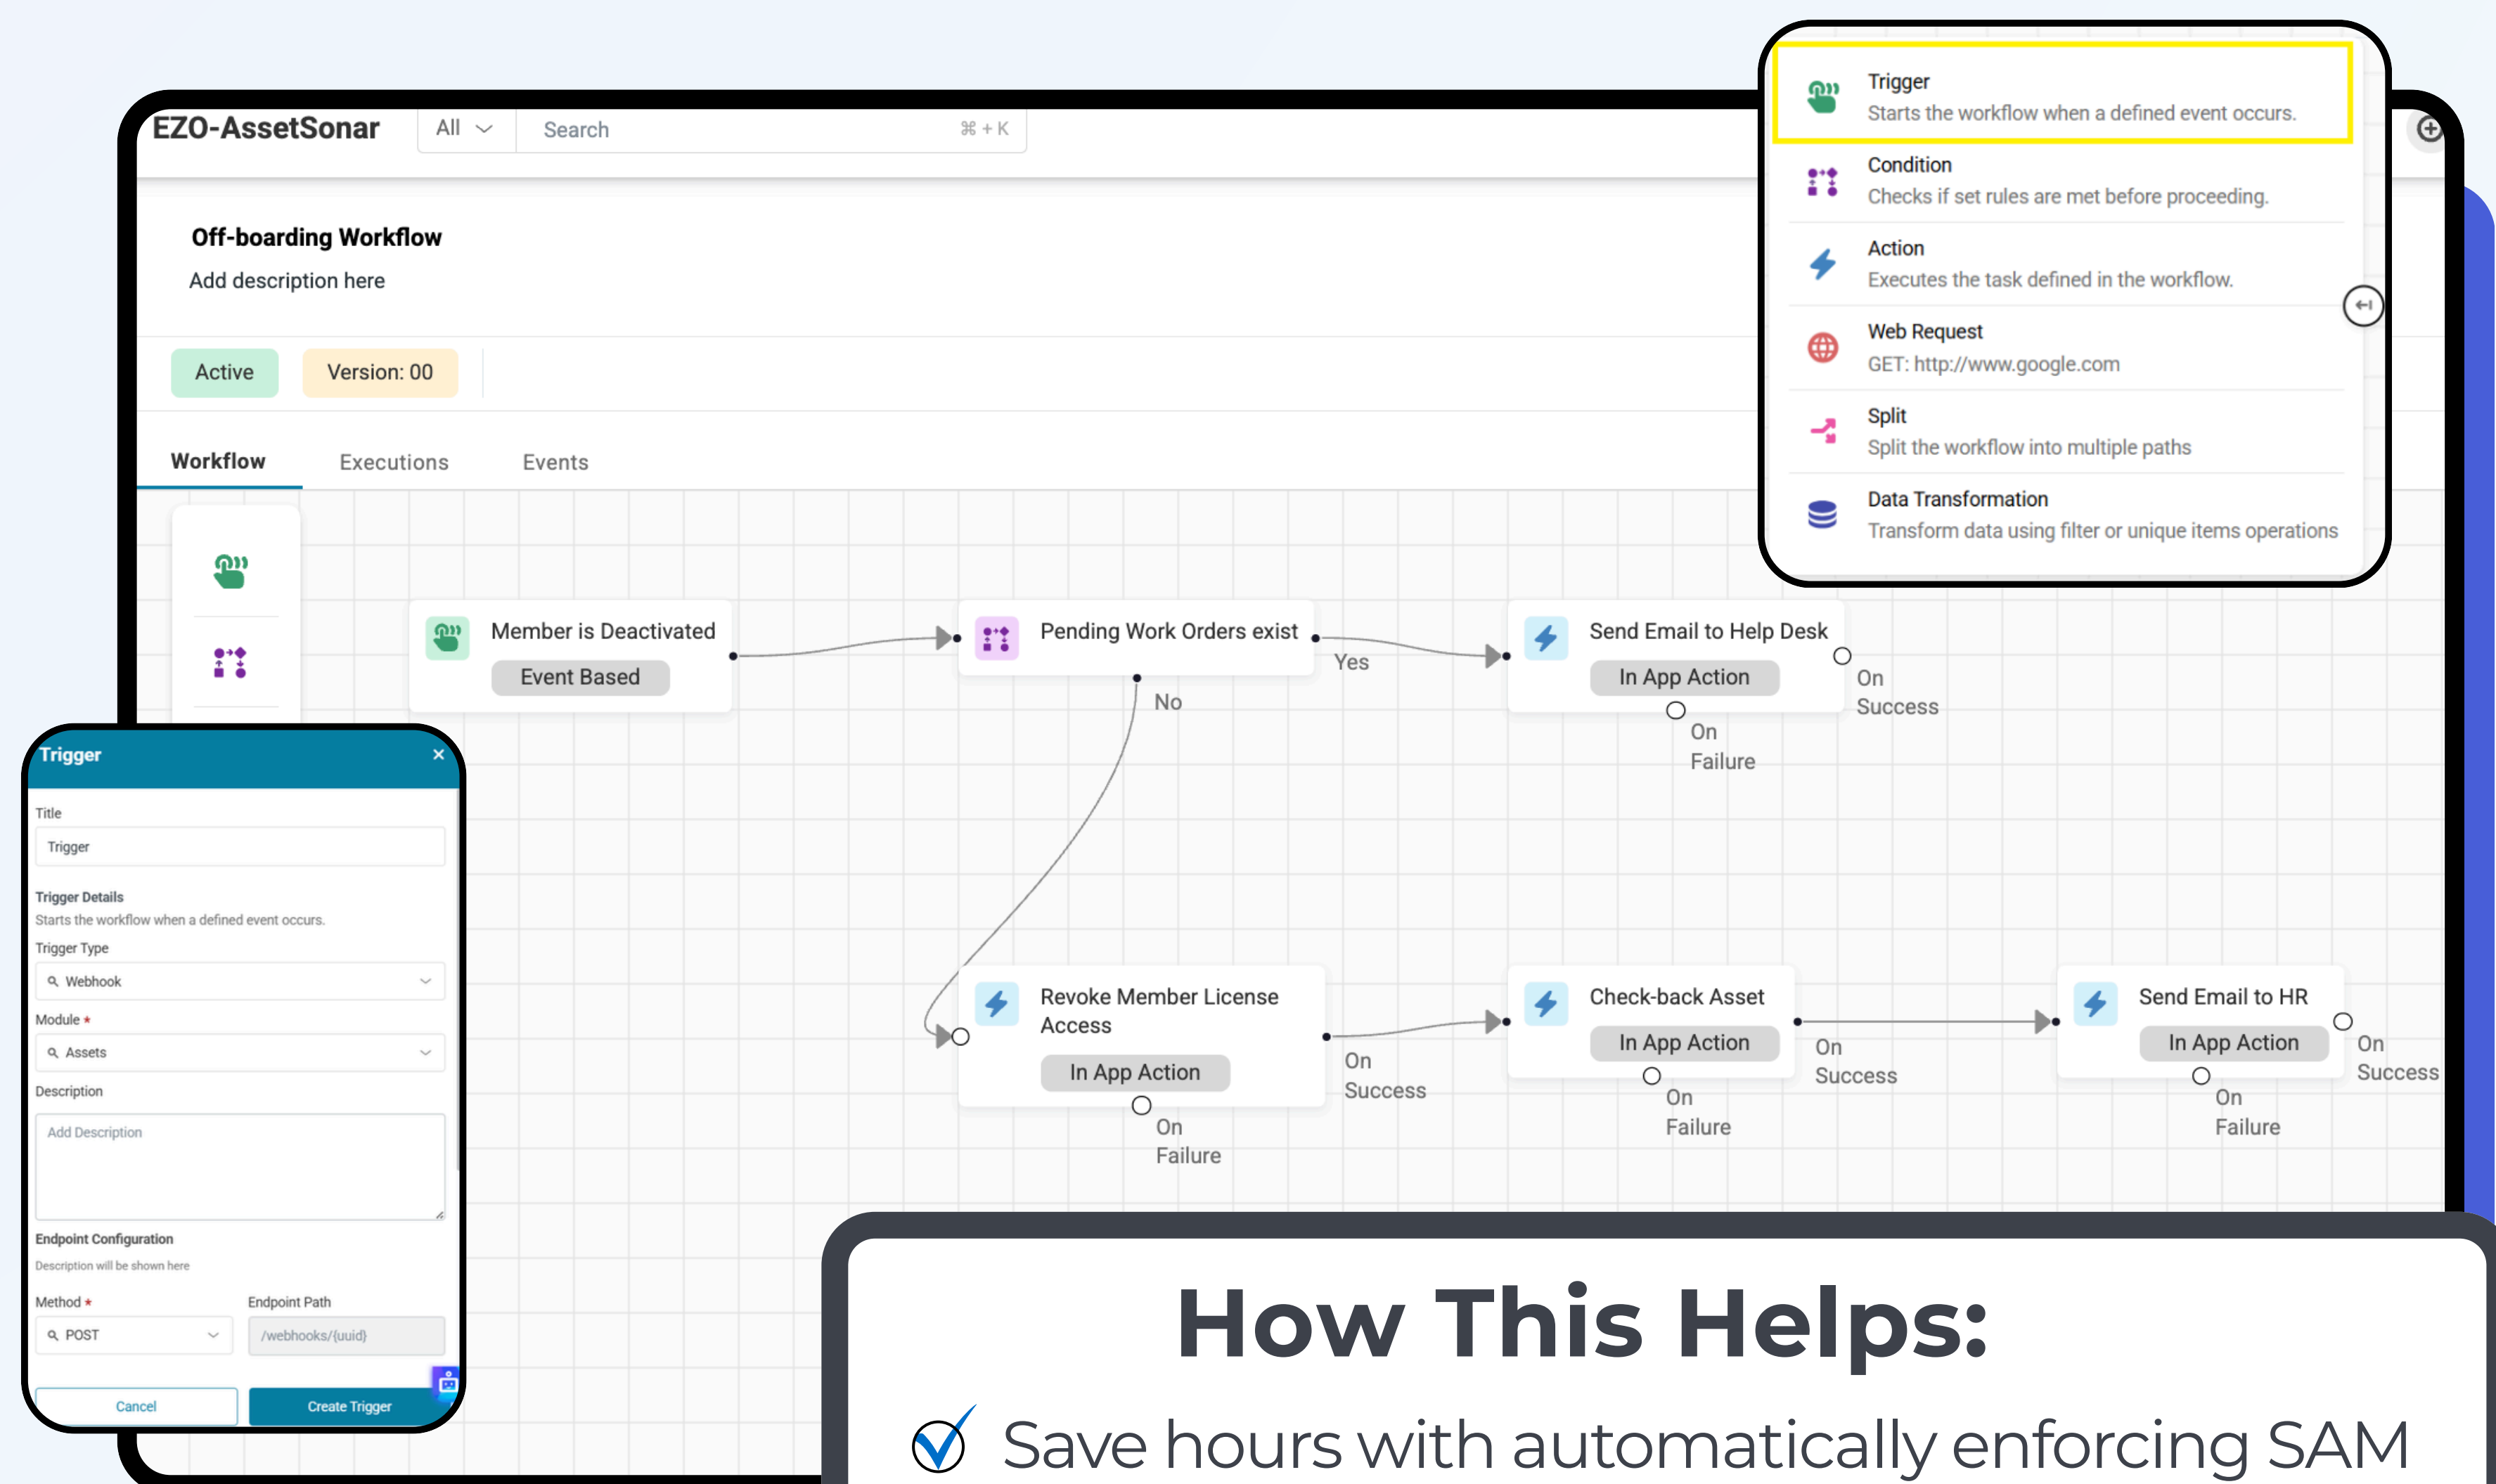 EZO-AssetSonar
All
Search
⌘ + K
Off-boarding Workflow
Add description here
Active
Version: 00
Workflow
Executions
Events
Trigger
Starts the workflow when a defined event occurs.
Condition
Checks if set rules are met before proceeding.
Action
Executes the task defined in the workflow.
Web Request
GET: http://www.google.com
Split
Split the workflow into multiple paths
Data Transformation
Transform data using filter or unique items operations
Member is Deactivated
Event Based
Pending Work Orders exist
Yes
No
Send Email to Help Desk
In App Action
On
Success
On
Failure
Revoke Member License
Access
In App Action
On
Success
On
Failure
Check-back Asset
In App Action
On
Success
On
Failure
Send Email to HR
In App Action
On
Success
On
Failure
Trigger
×
Title
Trigger
Trigger Details
Starts the workflow when a defined event occurs.
Trigger Type
Webhook
Module *
Assets
Description
Add Description
Endpoint Configuration
Description will be shown here
Method *
Endpoint Path
POST
/webhooks/{uuid}
Cancel
Create Trigger
How This Helps:
Save hours with automatically enforcing SAM